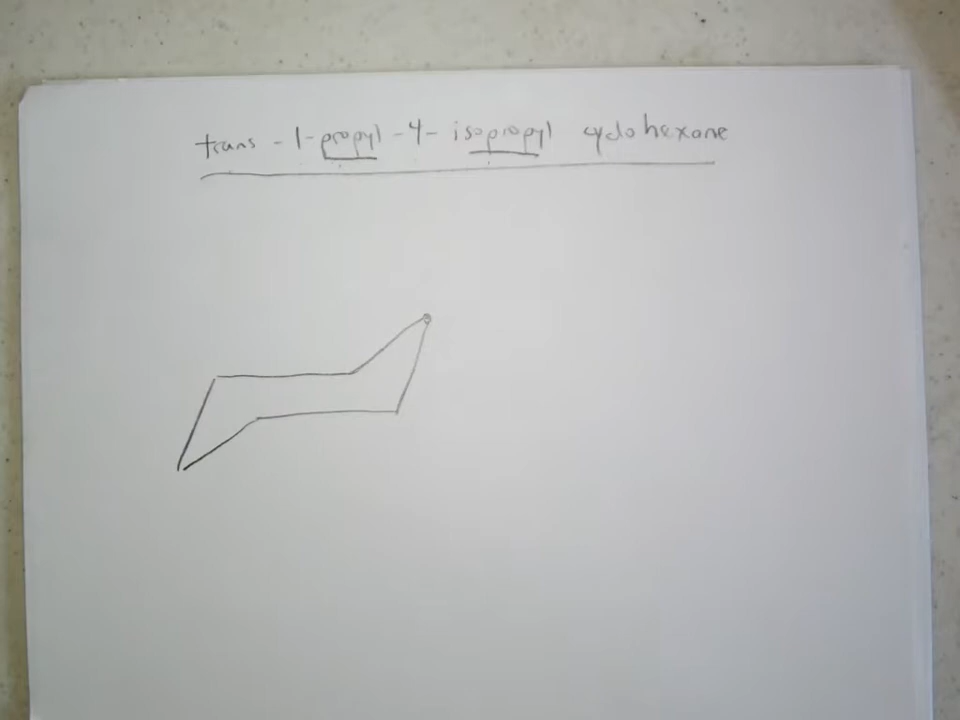 trans - 1- propyl - 4- isopropyl cyclohexane